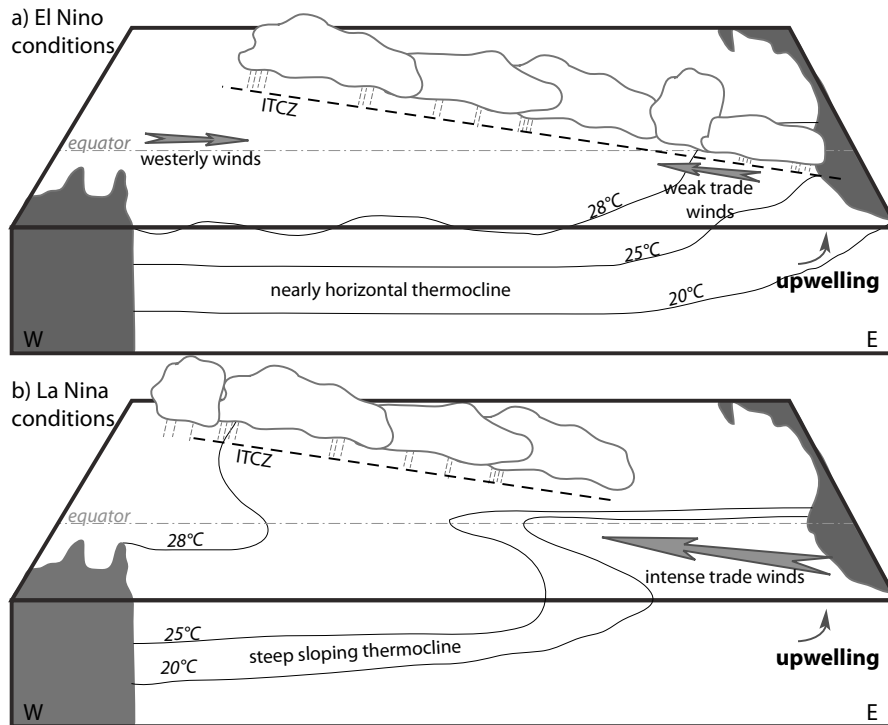 a) El Nino
conditions
ITCZ
equator
westerly winds
weak trade
winds
28°C
25°C
20°C
nearly horizontal thermocline
upwelling
W
E
b) La Nina
conditions
ITCZ
equator
28°C
intense trade winds
25°C
20°C
steep sloping thermocline
upwelling
W
E